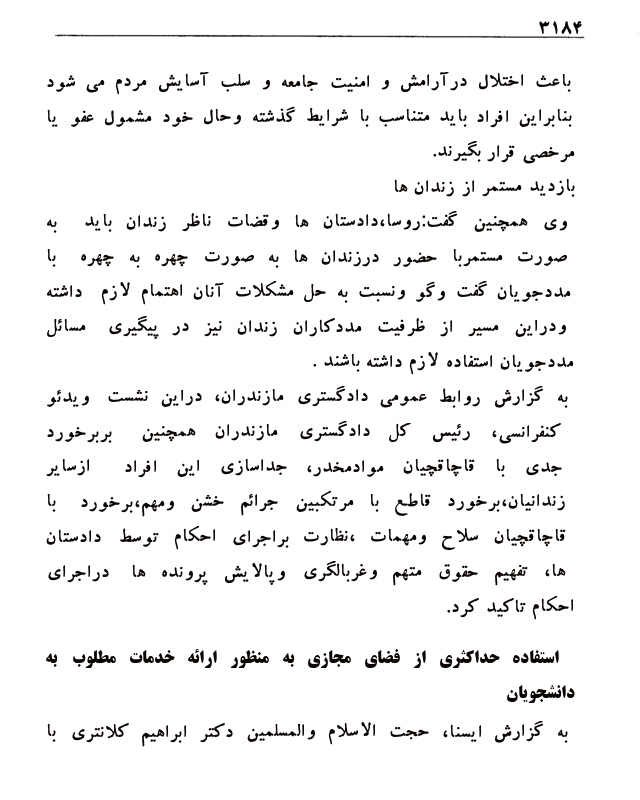 ۳۱۸۴
باعث اختلال درآرامش و امنیت جامعه و سلب آسایش مردم می شود
بنابراین افراد باید متناسب با شرایط گذشته وحال خود مشمول عفو یا
مرخصی قرار بگیرند.
بازدید مستمر از زندان ها
وی همچنین گفت:روسا،دادستان ها وقضات ناظر زندان باید به
صورت مستمربا حضور درزندان ها به صورت چهره به چهره با
مددجویان گفت وگو ونسبت به حل مشکلات آنان اهتمام لازم داشته
ودراین مسیر از ظرفیت مددکاران زندان نیز در پیگیری مسائل
مددجویان استفاده لازم داشته باشند .
به گزارش روابط عمومی دادگستری مازندران، دراین نشست ویدئو
کنفرانسی، رئیس کل دادگستری مازندران همچنین بربرخورد
جدی با قاچاقچیان موادمخدر، جداسازی این افراد ازسایر
زندانیان،برخورد قاطع با مرتکبین جرائم خشن ومهم،برخورد با
قاچاقچیان سلاح ومهمات ،نظارت براجرای احکام توسط دادستان
ها، تفهیم حقوق متهم وغربالگری وپالایش پرونده ها دراجرای
احکام تاکید کرد.
استفاده حداکثری از فضای مجازی به منظور ارائه خدمات مطلوب به
دانشجویان
به گزارش ایسنا، حجت الاسلام والمسلمین دکتر ابراهیم کلانتری با